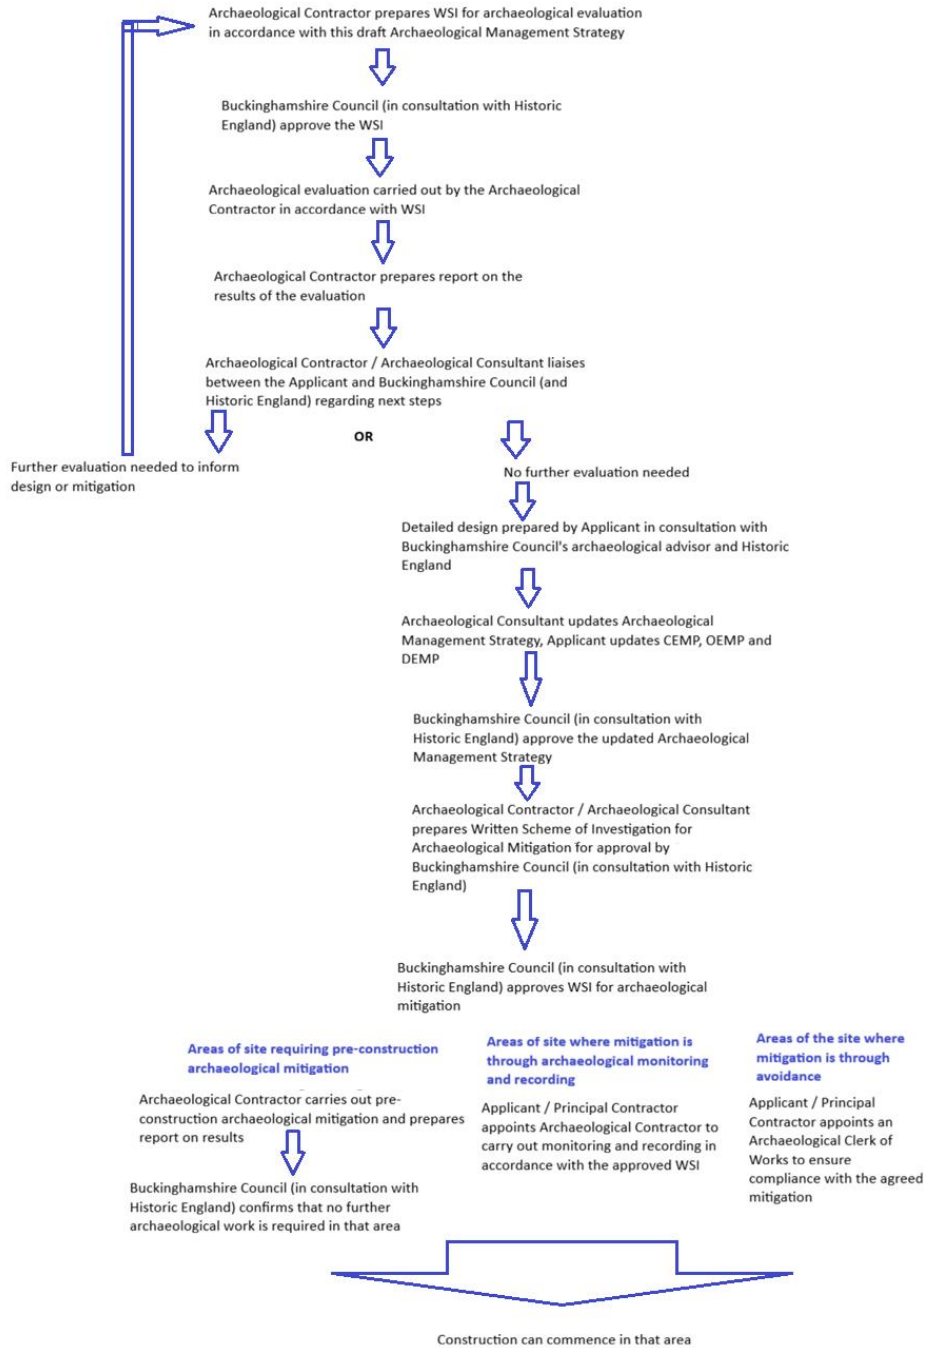 Archaeological Contractor prepares WSI for archaeological evaluation
in accordance with this draft Archaeological Management Strategy
Buckinghamshire Council (in consultation with Historic
England) approve the WSI
Archaeological evaluation carried out by the Archaeological
Contractor in accordance with WSI
Archaeological Contractor prepares report on the
results of the evaluation
Archaeological Contractor / Archaeological Consultant liaises
between the Applicant and Buckinghamshire Council (and
Historic England) regarding next steps
OR
Further evaluation needed to inform
design or mitigation
No further evaluation needed
Detailed design prepared by Applicant in consultation with
Buckinghamshire Council's archaeological advisor and Historic
England
Archaeological Consultant updates Archaeological
Management Strategy, Applicant updates CEMP, OEMP and
DEMP
Buckinghamshire Council (in consultation with
Historic England) approve the updated Archaeological
Management Strategy
Archaeological Contractor / Archaeological Consultant
prepares Written Scheme of Investigation for
Archaeological Mitigation for approval by
Buckinghamshire Council (in consultation with Historic
England)
Buckinghamshire Council (in consultation with
Historic England) approves WSI for archaeological
mitigation
Areas of site requiring pre-construction
archaeological mitigation
Archaeological Contractor carries out pre-
construction archaeological mitigation and prepares
report on results
Buckinghamshire Council (in consultation with
Historic England) confirms that no further
archaeological work is required in that area
Areas of site where mitigation is
through archaeological monitoring
and recording
Applicant / Principal Contractor
appoints Archaeological Contractor to
carry out monitoring and recording in
accordance with the approved WSI
Areas of the site where
mitigation is through
avoidance
Applicant / Principal
Contractor appoints an
Archaeological Clerk of
Works to ensure
compliance with the agreed
mitigation
Construction can commence in that area